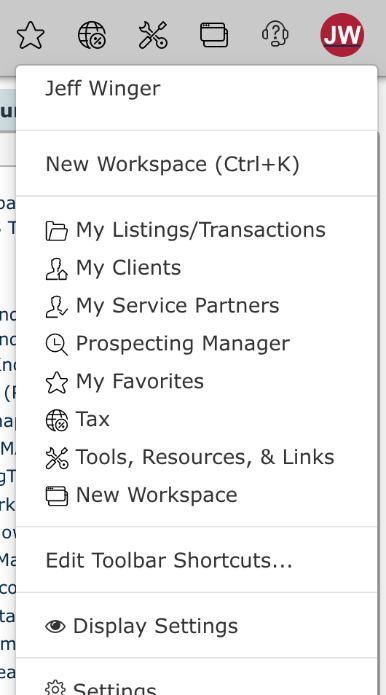 JW
Jeff Winger
New Workspace (Ctrl+K)
My Listings/Transactions
My Clients
My Service Partners
Prospecting Manager
My Favorites
Tax
Tools, Resources, & Links
New Workspace
Edit Toolbar Shortcuts...
Display Settings
Settings